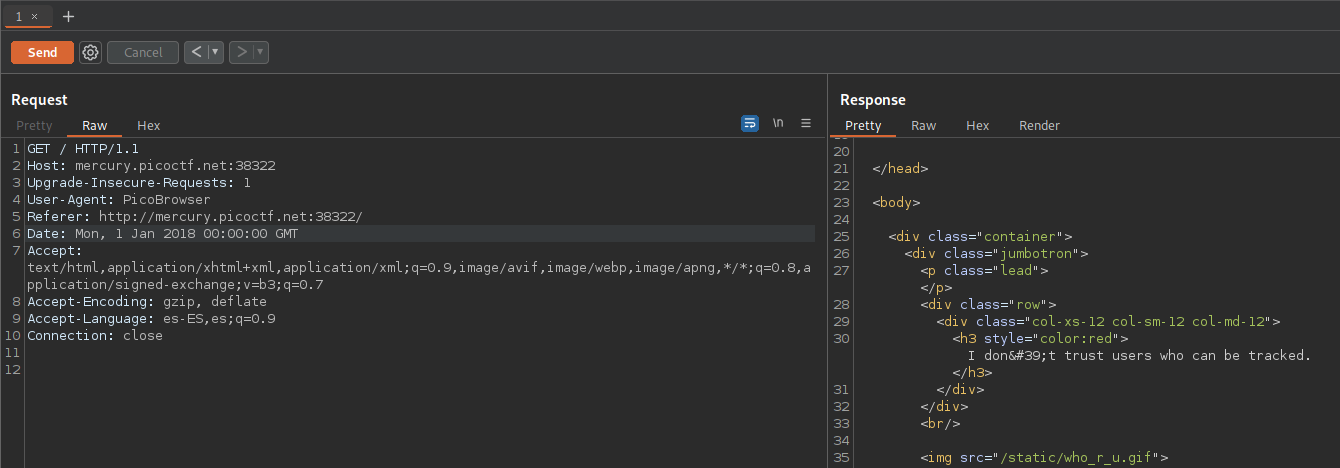 1 × +
Send Cancel < ▼ > ▼
Request
Pretty Raw Hex \n
1 GET / HTTP/1.1
2 Host: mercury.picoctf.net:38322
3 Upgrade-Insecure-Requests: 1
4 User-Agent: PicoBrowser
5 Referer: http://mercury.picoctf.net:38322/
6 Date: Mon, 1 Jan 2018 00:00:00 GMT
7 Accept:
text/html,application/xhtml+xml,application/xml;q=0.9,image/avif,image/webp,image/apng,*/*;q=0.8,a
pplication/signed-exchange;v=b3;q=0.7
8 Accept-Encoding: gzip, deflate
9 Accept-Language: es-ES,es;q=0.9
10 Connection: close
11
12
Response
Pretty Raw Hex Render
20
21 </head>
22
23 <body>
24
25 <div class="container">
26 <div class="jumbotron">
27 <p class="lead">
</p>
28 <div class="row">
29 <div class="col-xs-12 col-sm-12 col-md-12">
30 <h3 style="color:red">
I don&#39;t trust users who can be tracked.
</h3>
31 </div>
32 </div>
33 <br/>
34
35 <img src="/static/who_r_u.gif">